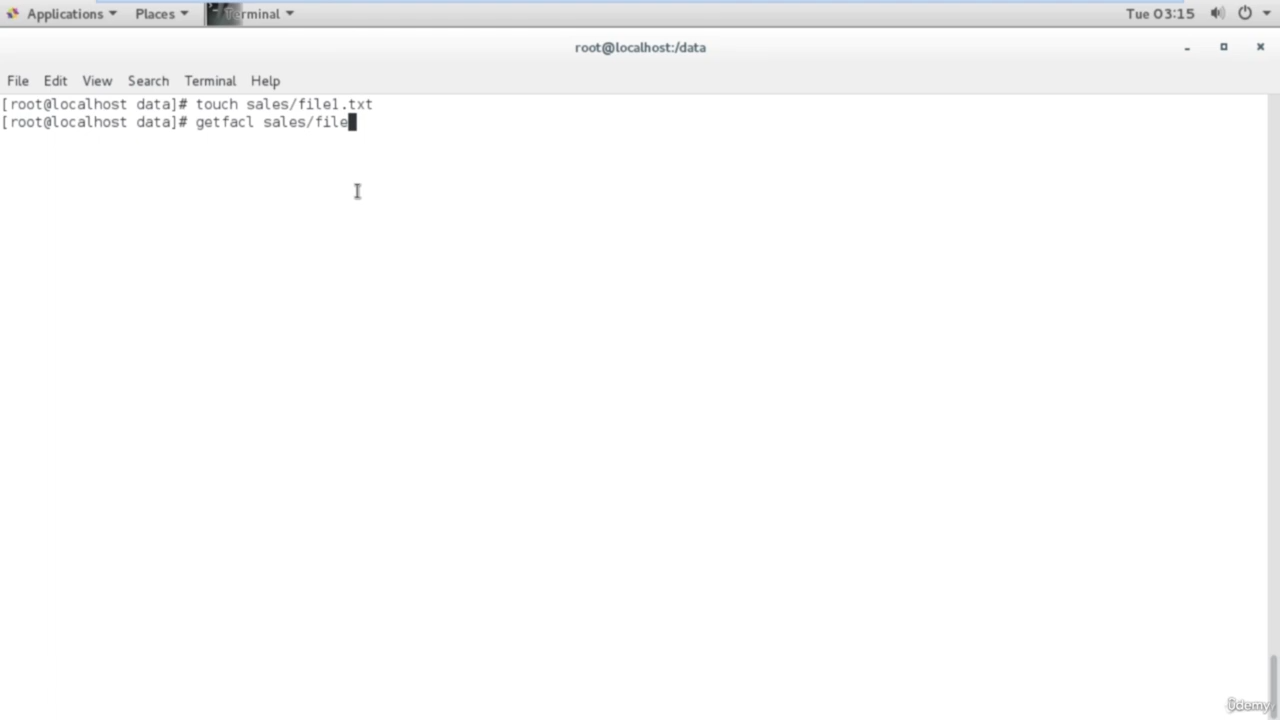 Applications Places Terminal Tue 03:15
root@localhost:/data
File Edit View Search Terminal Help
[root@localhost data]# touch sales/file1.txt
[root@localhost data]# getfacl sales/file
Udemy